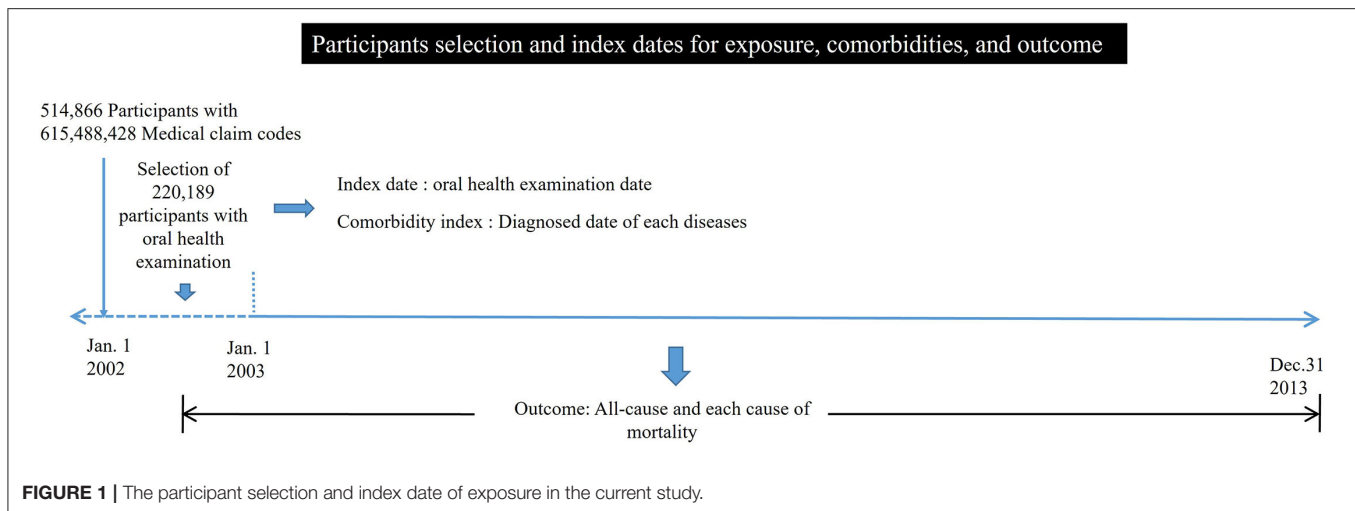 Participants selection and index dates for exposure, comorbidities, and outcome
514,866 Participants with
615,488,428 Medical claim codes
Selection of
220,189
participants with
oral health
examination
Index date : oral health examination date
Comorbidity index : Diagnosed date of each diseases
Jan. 1
2002
Jan. 1
2003
Dec.31
2013
Outcome: All-cause and each cause of
mortality
FIGURE 1 | The participant selection and index date of exposure in the current study.